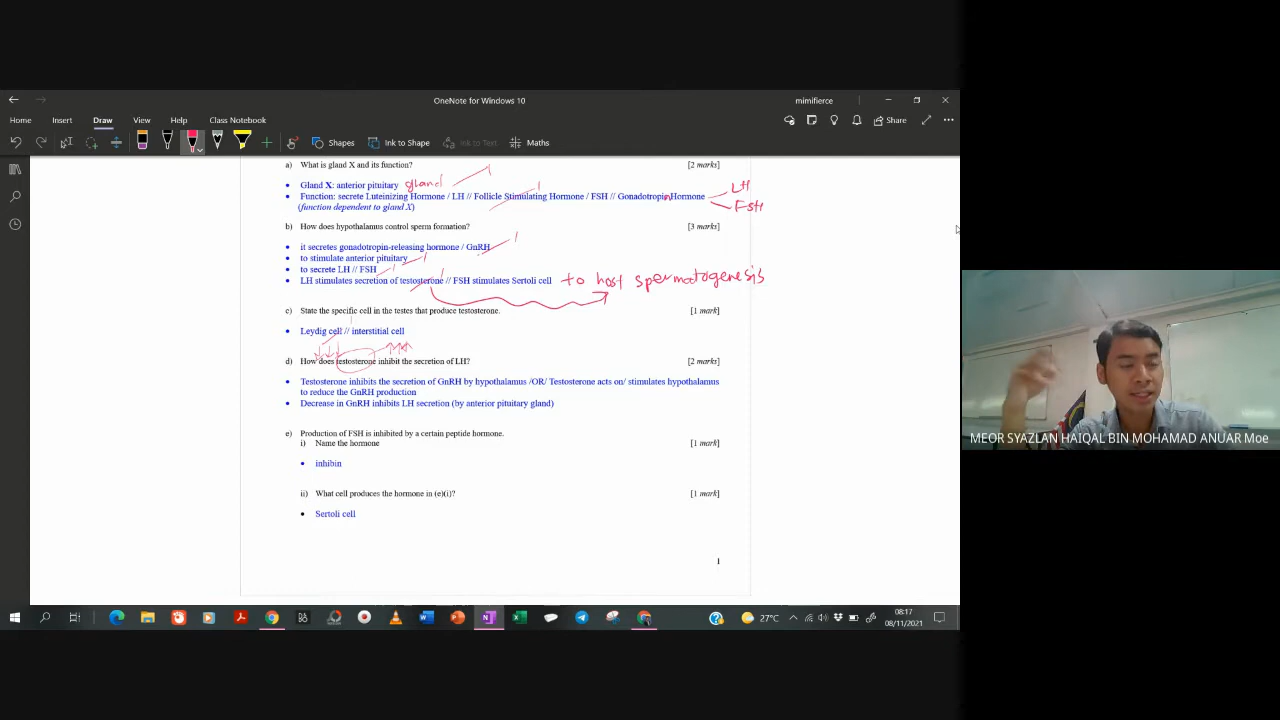 OneNote for Windows 10
mimifierce
Home Insert Draw View Help Class Notebook
Share
Shapes Ink to Shape Ink to Text Maths
a) What is gland X and its function? [2 marks]
• Gland X: anterior pituitary gland
• Function: secrete Luteinizing Hormone / LH // Follicle Stimulating Hormone / FSH // Gonadotropin Hormone
LH
FSH
(function dependent to gland X)
b) How does hypothalamus control sperm formation? [3 marks]
• it secretes gonadotropin-releasing hormone / GnRH
• to stimulate anterior pituitary
• to secrete LH // FSH
• LH stimulates secretion of testosterone // FSH stimulates Sertoli cell to host spermatogenesis
c) State the specific cell in the testes that produce testosterone. [1 mark]
• Leydig cell // interstitial cell
d) How does testosterone inhibit the secretion of LH? [2 marks]
• Testosterone inhibits the secretion of GnRH by hypothalamus /OR/ Testosterone acts on/ stimulates hypothalamus
to reduce the GnRH production
• Decrease in GnRH inhibits LH secretion (by anterior pituitary gland)
e) Production of FSH is inhibited by a certain peptide hormone.
i) Name the hormone [1 mark]
• inhibin
ii) What cell produces the hormone in (e)(i)? [1 mark]
• Sertoli cell
1
MEOR SYAZLAN HAIQAL BIN MOHAMAD ANUAR Moe
27°C
08:17
08/11/2021